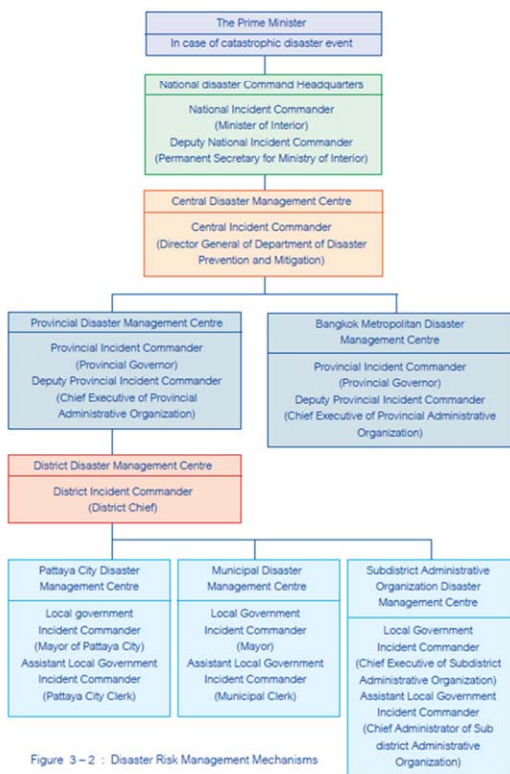 The Prime Minister
In case of catastrophic disaster event
National disaster Command Headquarters
National Incident Commander
(Minister of Interior)
Deputy National Incident Commander
(Permanent Secretary for Ministry of Interior)
Central Disaster Management Centre
Central Incident Commander
(Director General of Department of Disaster
Prevention and Mitigation)
Provincial Disaster Management Centre
Provincial Incident Commander
(Provincial Governor)
Deputy Provincial Incident Commander
(Chief Executive of Provincial
Administrative Organization)
Bangkok Metropolitan Disaster
Management Centre
Provincial Incident Commander
(Provincial Governor)
Deputy Provincial Incident Commander
(Chief Executive of Provincial Administrative
Organization)
District Disaster Management Centre
District Incident Commander
(District Chief)
Pattaya City Disaster
Management Centre
Local government
Incident Commander
(Mayor of Pattaya City)
Assistant Local Government
Incident Commander
(Pattaya City Clerk)
Municipal Disaster
Management Centre
Local Government
Incident Commander
(Mayor)
Assistant Local Government
Incident Commander
(Municipal Clerk)
Subdistrict Administrative
Organization Disaster
Management Centre
Local Government
Incident Commander
(Chief Executive of Subdistrict
Administrative Organization)
Assistant Local Government
Incident Commander
(Chief Administrator of Sub
district Administrative
Organization)
Figure 3 – 2 : Disaster Risk Management Mechanisms